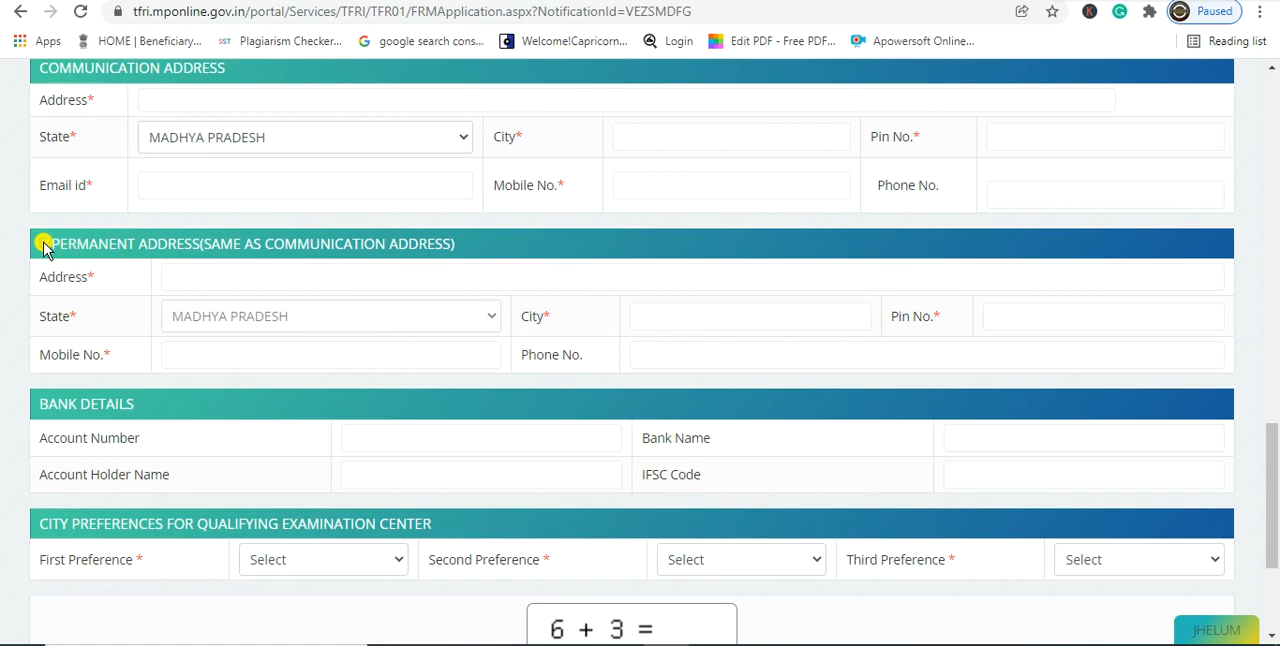 tfri.mponline.gov.in/portal/Services/TFRI/TFR01/FRMApplication.aspx?NotificationId=VEZSMDFG K G Paused
Apps HOME | Beneficiary... SST Plagiarism Checker... G google search cons... Welcome!Capricorn... Login Edit PDF - Free PDF... Apowersoft Online... Reading list
COMMUNICATION ADDRESS
Address*
State* MADHYA PRADESH City* Pin No.*
Email id* Mobile No.* Phone No.
PERMANENT ADDRESS(SAME AS COMMUNICATION ADDRESS)
Address*
State* MADHYA PRADESH City* Pin No.*
Mobile No.* Phone No.
BANK DETAILS
Account Number Bank Name
Account Holder Name IFSC Code
CITY PREFERENCES FOR QUALIFYING EXAMINATION CENTER
First Preference * Select Second Preference * Select Third Preference * Select
6 + 3 =
JHELUM